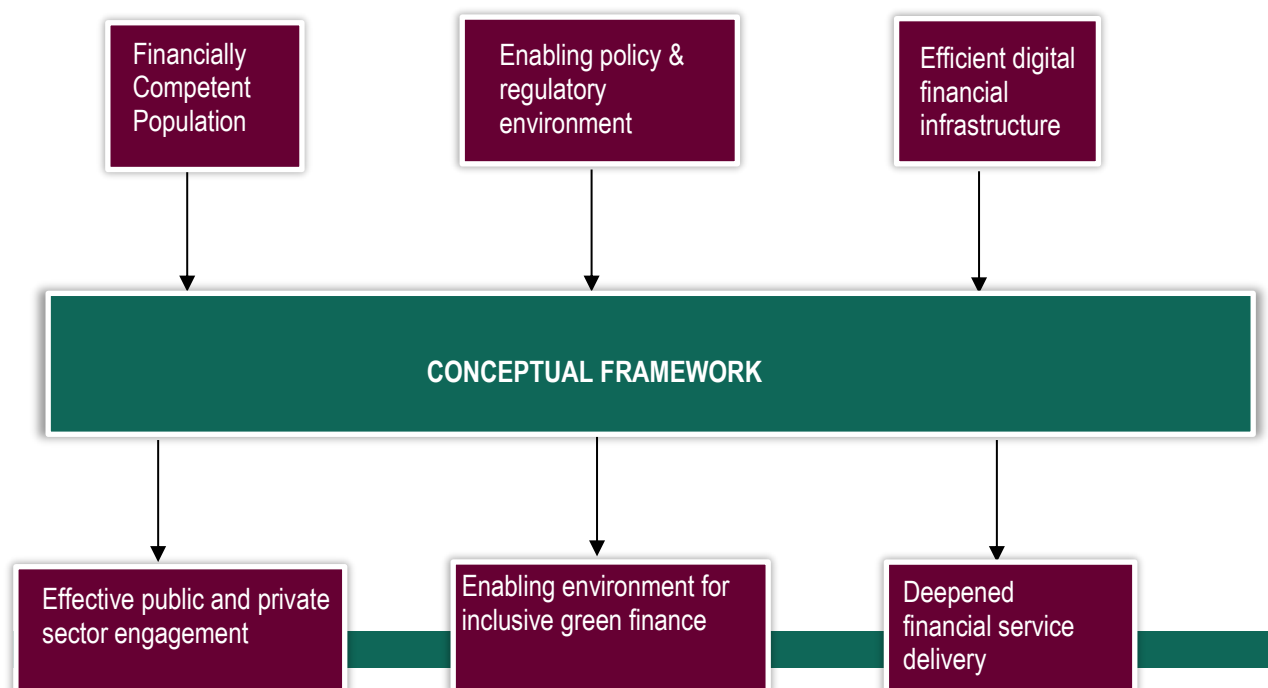 Financially
Competent
Population
Enabling policy &
regulatory
environment
Efficient digital
financial
infrastructure
CONCEPTUAL FRAMEWORK
Effective public and private
sector engagement
Enabling environment for
inclusive green finance
Deepened
financial service
delivery